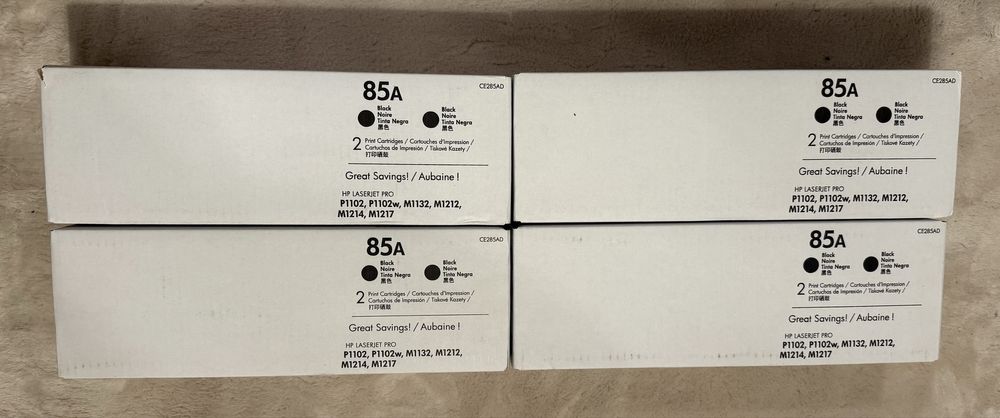 85A
CE285AD
Black
Noire
Tinta Negra
黑色
Black
Noire
Tinta Negra
黑色
2 Print Cartridges / Cartouches d'Impression /
Cartuchos de Impresión / Tiskové Kazety /
打印硒鼓
Great Savings! / Aubaine !
HP LASERJET PRO
P1102, P1102w, M1132, M1212,
M1214, M1217
85A
CE285AD
Black
Noire
Tinta Negra
黑色
Black
Noire
Tinta Negra
黑色
2 Print Cartridges / Cartouches d'Impression /
Cartuchos de Impresión / Tiskové Kazety /
打印硒鼓
Great Savings! / Aubaine !
HP LASERJET PRO
P1102, P1102w, M1132, M1212,
M1214, M1217
85A
CE285AD
Black
Noire
Tinta Negra
黑色
Black
Noire
Tinta Negra
黑色
2 Print Cartridges / Cartouches d'Impression /
Cartuchos de Impresión / Tiskové Kazety /
打印硒鼓
Great Savings! / Aubaine !
HP LASERJET PRO
P1102, P1102w, M1132, M1212,
M1214, M1217
85A
CE285AD
Black
Noire
Tinta Negra
黑色
Black
Noire
Tinta Negra
黑色
2 Print Cartridges / Cartouches d'Impression /
Cartuchos de Impresión / Tiskové Kazety /
打印硒鼓
Great Savings! / Aubaine !
HP LASERJET PRO
P1102, P1102w, M1132, M1212,
M1214, M1217